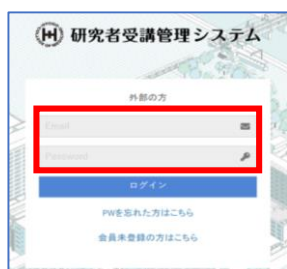 研究者受講管理システム
外部の方
Email
Password
ログイン
PWを忘れた方はこちら
会員未登録の方はこちら